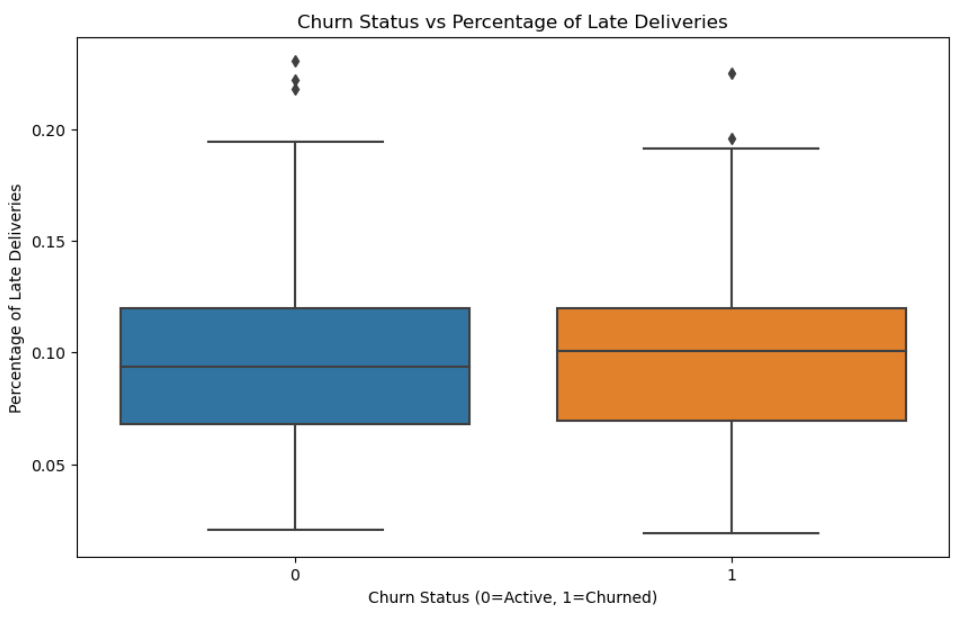 Churn Status vs Percentage of Late Deliveries
Percentage of Late Deliveries
0.20
0.15
0.10
0.05
0
1
Churn Status (0=Active, 1=Churned)